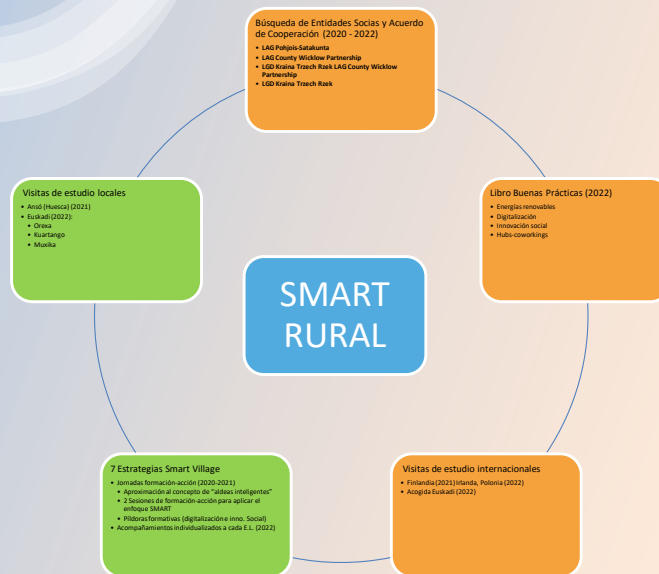 Búsqueda de Entidades Socias y Acuerdo
de Cooperación (2020 - 2022)
• LAG Pohjois-Satakunta
• LAG County Wicklow Partnership
• LGD Kraina Trzech Rzek LAG County Wicklow
Partnership
• LGD Kraina Trzech Rzek
Libro Buenas Prácticas (2022)
• Energías renovables
• Digitalización
• Innovación social
• Hubs-coworkings
Visitas de estudio internacionales
• Finlandia (2021) Irlanda, Polonia (2022)
• Acogida Euskadi (2022)
7 Estrategias Smart Village
• Jornadas formación-acción (2020-2021)
• Aproximación al concepto de "aldeas inteligentes"
• 2 Sesiones de formación-acción para aplicar el
enfoque SMART
• Píldoras formativas (digitalización e inno. Social)
• Acompañamientos individualizados a cada E.L. (2022)
Visitas de estudio locales
• Ansó (Huesca) (2021)
• Euskadi (2022):
• Orexa
• Kuartango
• Muxika
SMART
RURAL